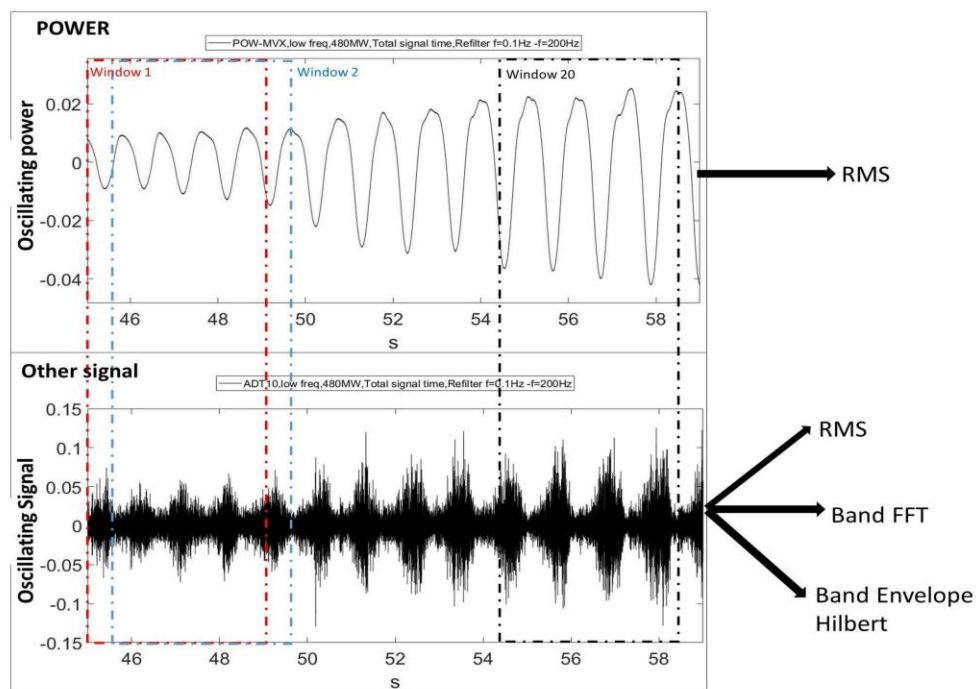 POWER
POW-MVX,low freq,480MW,Total signal time,Refilter f=0.1Hz -f=200Hz
Window 1
Window 2
Window 20
Oscillating power
0.02
0
-0.02
-0.04
46 48 50 52 54 56 58
s
RMS
Other signal
ADT10,low freq,480MW,Total signal time,Refilter f=0.1Hz -f=200Hz
Oscillating Signal
0.15
0.1
0.05
0
-0.05
-0.1
-0.15
46 48 50 52 54 56 58
s
RMS
Band FFT
Band Envelope
Hilbert